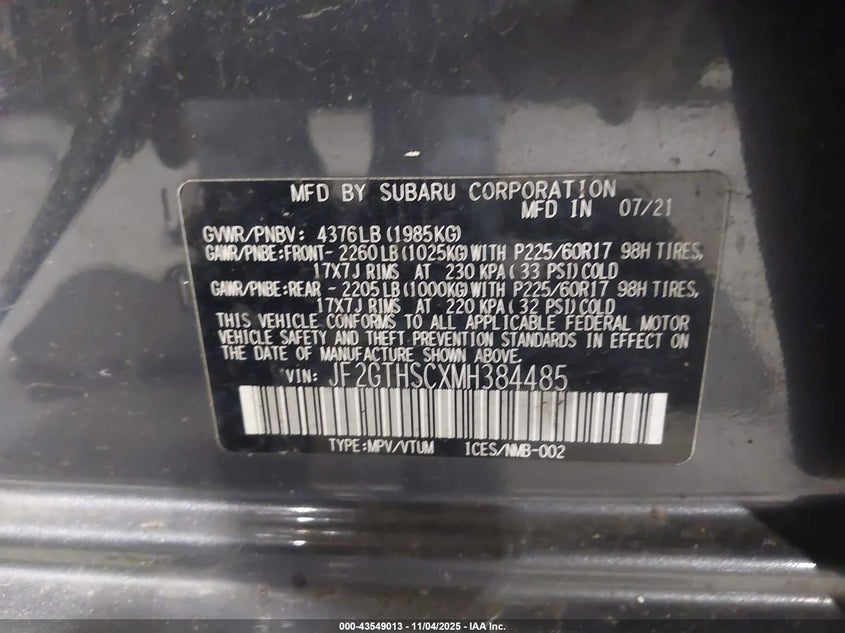 MFD BY SUBARU CORPORATION
MFD IN 07/21
GVWR/PNBV: 4376LB(1985KG)
GAWR/PNBE:FRONT- 2260LB(1025KG)WITH P225/60R17 98H TIRES,
17X7J RIMS AT 230 KPA( 33 PSI)COLD
GAWR/PNBE:REAR - 2205LB(1000KG)WITH P225/60R17 98H TIRES,
17X7J RIMS AT 220 KPA( 32 PSI)COLD
THIS VEHICLE CONFORMS TO ALL APPLICABLE FEDERAL MOTOR
VEHICLE SAFETY AND THEFT PREVENTION STANDARDS IN EFFECT ON
THE DATE OF MANUFACTURE SHOWN ABOVE.
VIN: JF2GTHSCXMH384485
TYPE:MPV/VTUM 1CES/NMB-002
000-43549013 - 11/04/2025 - IAA Inc.